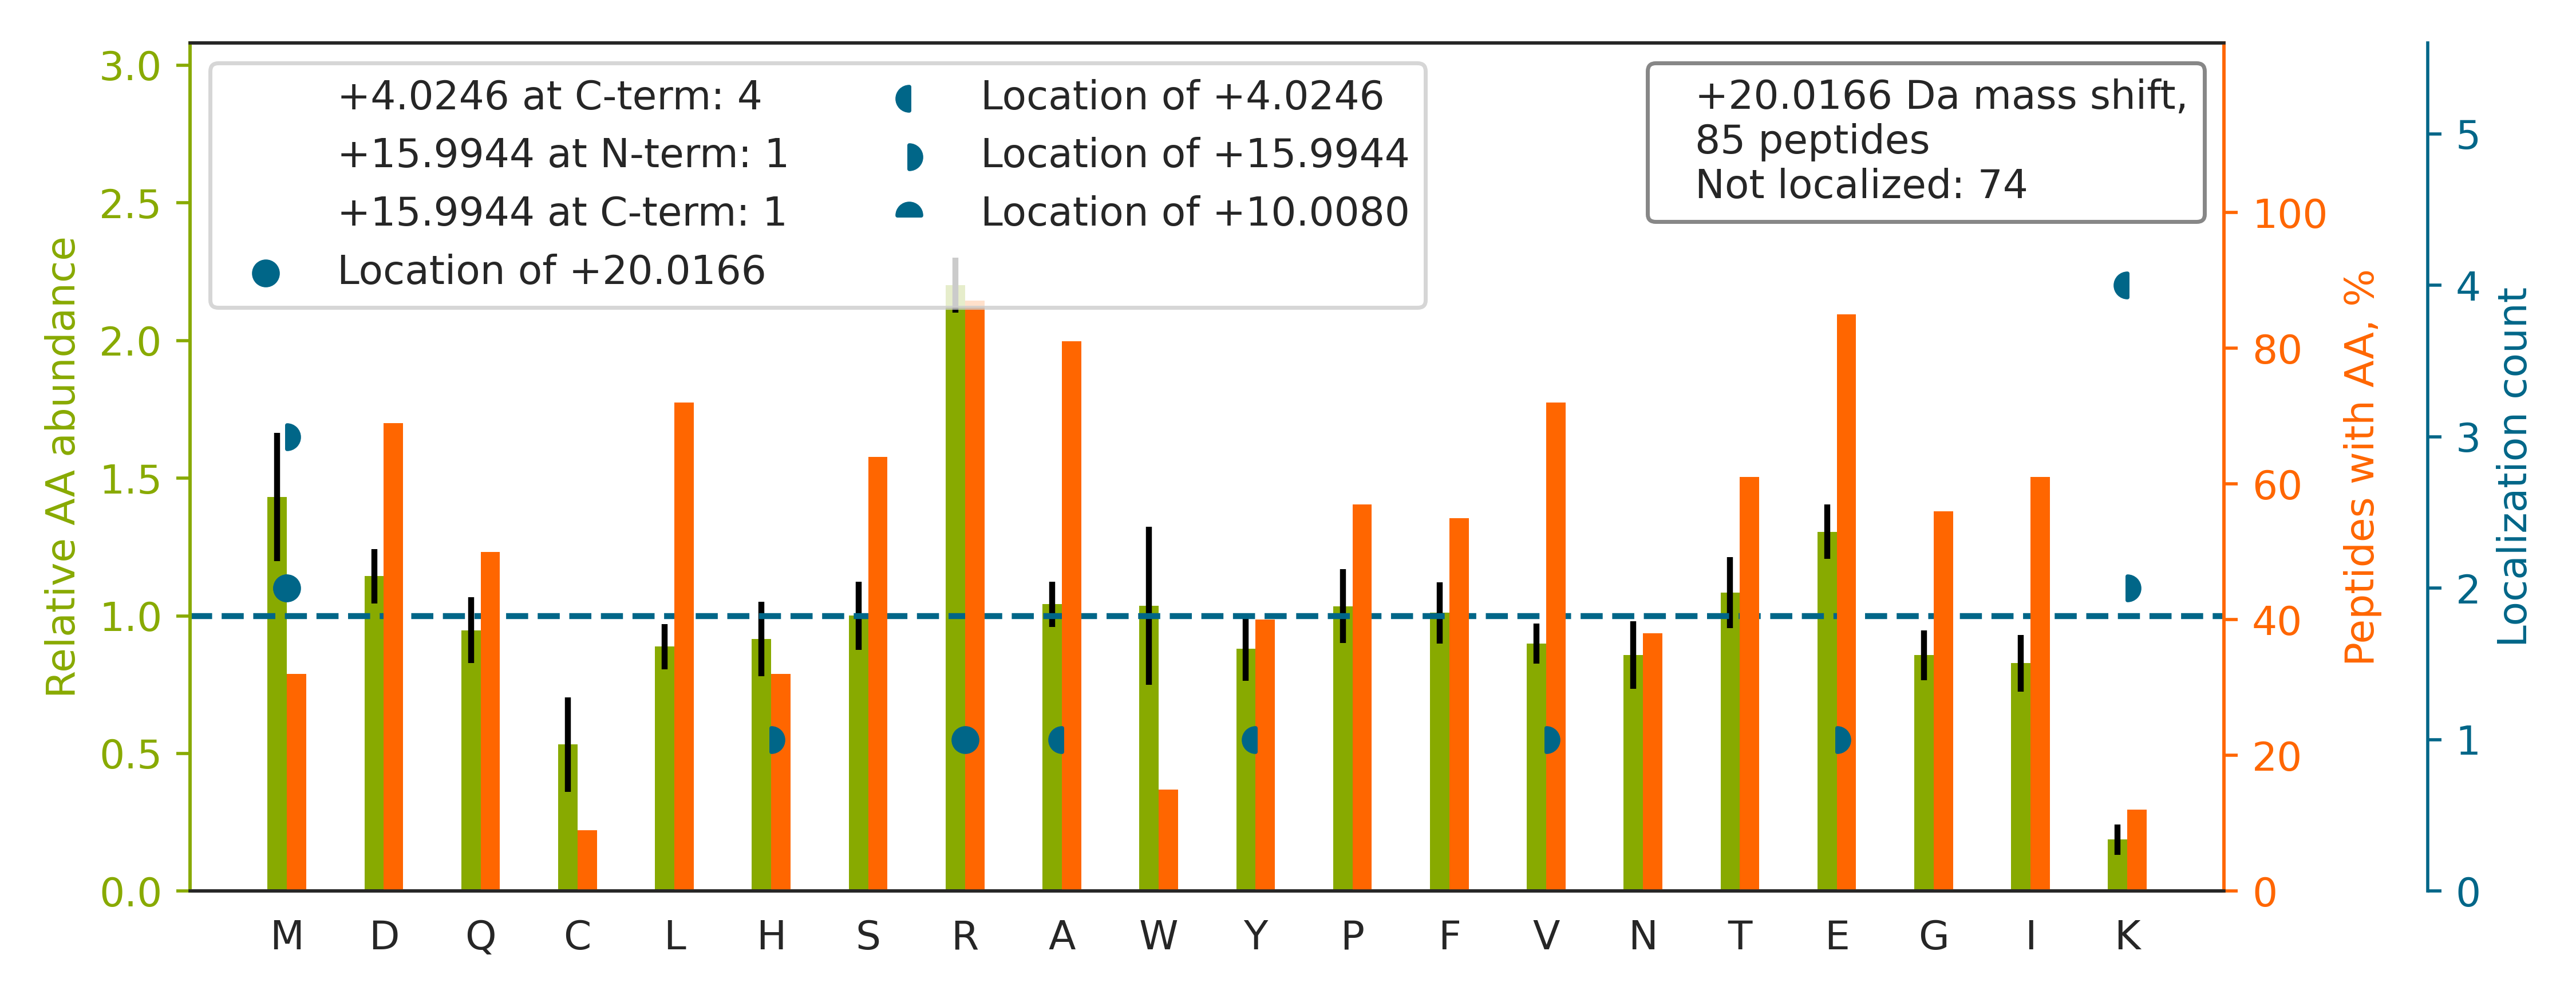 +4.0246 at C-term: 4
+15.9944 at N-term: 1
+15.9944 at C-term: 1
Location of +20.0166
Location of +4.0246
Location of +15.9944
Location of +10.0080
+20.0166 Da mass shift,
85 peptides
Not localized: 74
Relative AA abundance
3.0
2.5
2.0
1.5
1.0
0.5
0.0
M D Q C L H S R A W Y P F V N T E G I K
100
80
60
40
20
0
Peptides with AA, %
5
4
3
2
1
0
Localization count